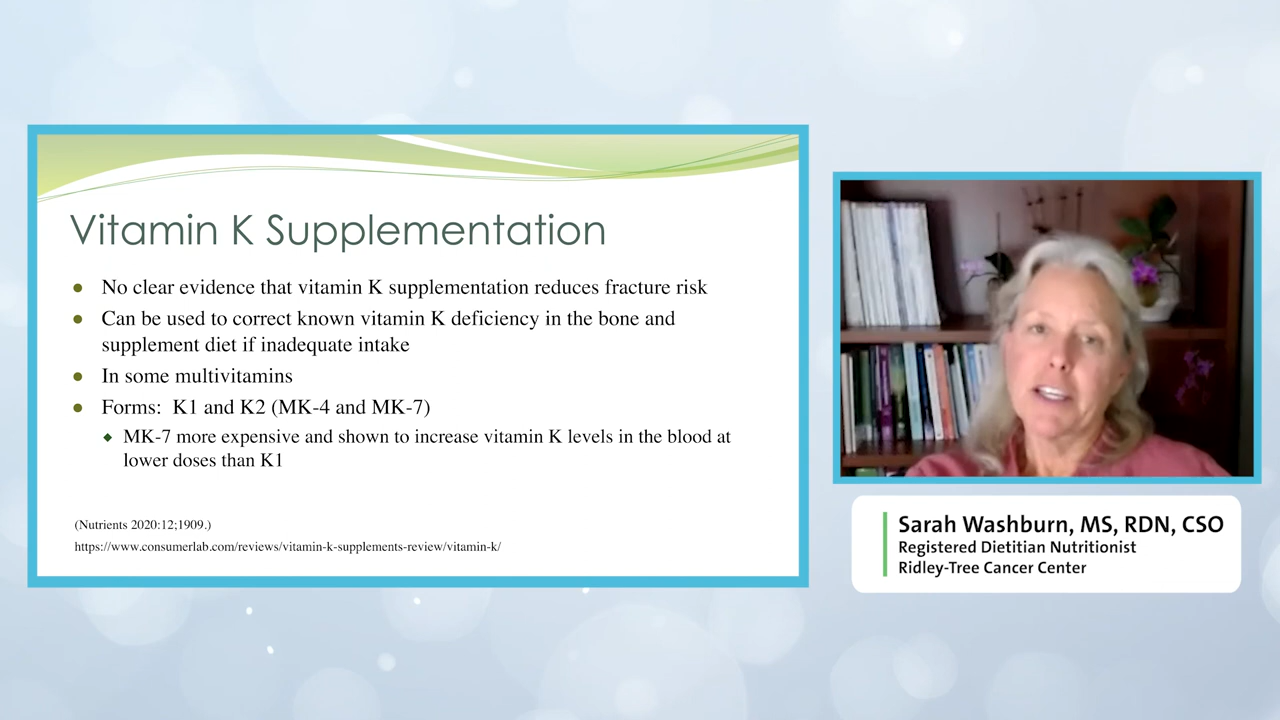 Vitamin K Supplementation
● No clear evidence that vitamin K supplementation reduces fracture risk
● Can be used to correct known vitamin K deficiency in the bone and
supplement diet if inadequate intake
● In some multivitamins
● Forms:  K1 and K2 (MK-4 and MK-7)
◆ MK-7 more expensive and shown to increase vitamin K levels in the blood at
lower doses than K1
(Nutrients 2020:12;1909.)
https://www.consumerlab.com/reviews/vitamin-k-supplements-review/vitamin-k/
Sarah Washburn, MS, RDN, CSO
Registered Dietitian Nutritionist
Ridley-Tree Cancer Center